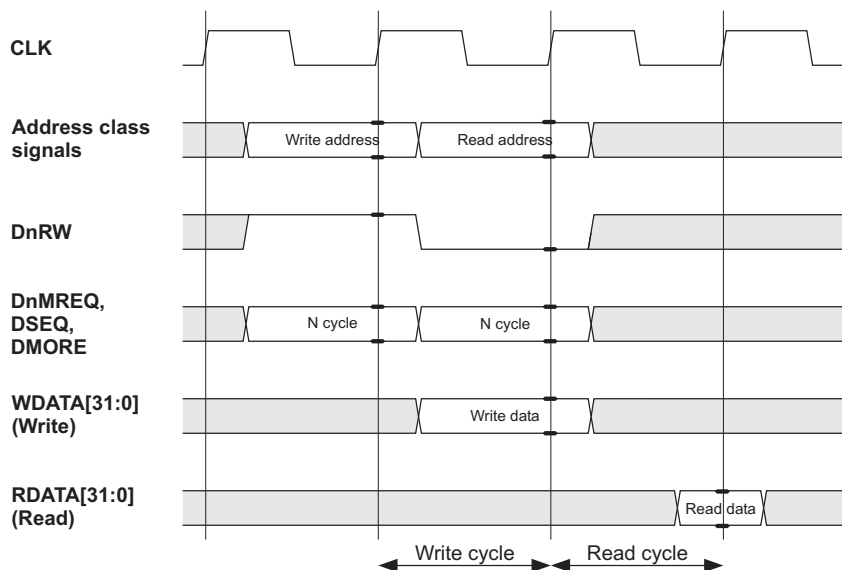 CLK
Address class
signals
Write address
Read address
DnRW
DnMREQ,
DSEQ,
DMORE
N cycle
N cycle
WDATA[31:0]
(Write)
Write data
RDATA[31:0]
(Read)
Read data
Write cycle
Read cycle